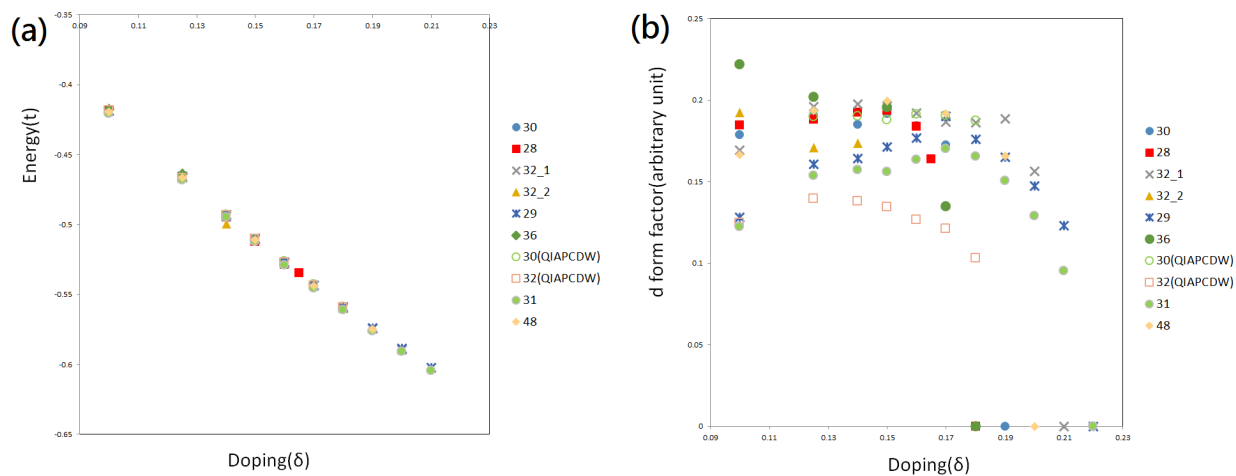 (a)
-0.35
0.09 0.11 0.13 0.15 0.17 0.19 0.21 0.23
-0.4
-0.45
-0.5
-0.55
-0.6
-0.65
Energy(t)
Doping(δ)
30
28
32_1
32_2
29
36
30(QIAPCDW)
32(QIAPCDW)
31
48
(b)
0.25
0.2
0.15
0.1
0.05
0
0.09 0.11 0.13 0.15 0.17 0.19 0.21 0.23
d form factor(arbitrary unit)
Doping(δ)
30
28
32_1
32_2
29
36
30(QIAPCDW)
32(QIAPCDW)
31
48